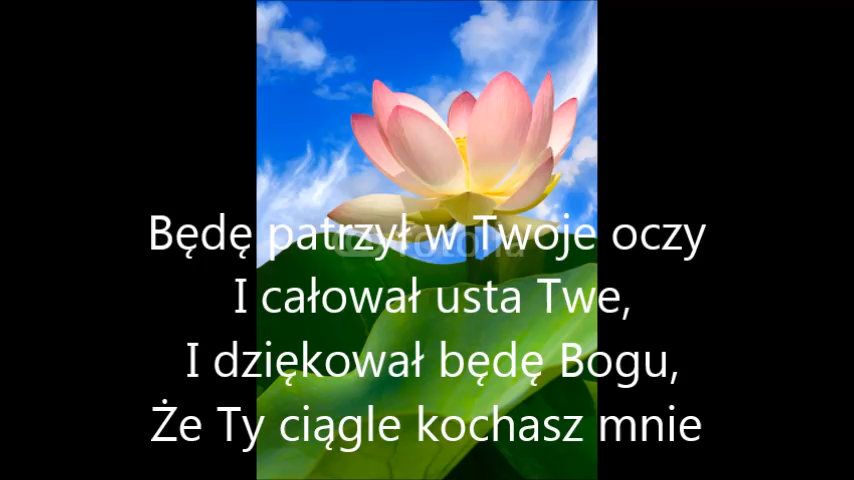 Będę patrzył w Twoje oczy
I całował usta Twe,
I dziękował będę Bogu,
Że Ty ciągle kochasz mnie